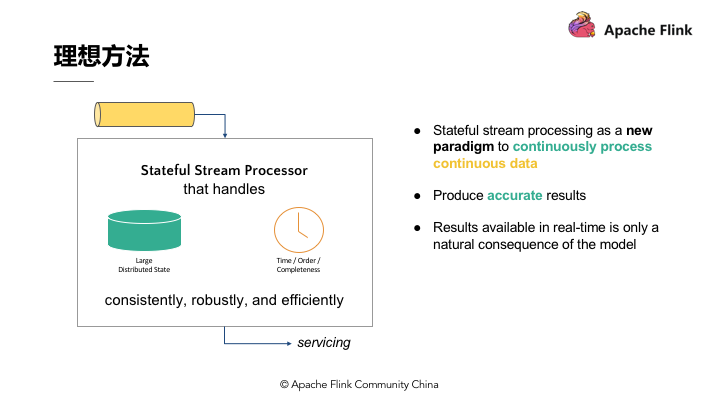 Apache Flink
理想方法
Stateful Stream Processor
that handles
Large
Distributed State
Time / Order /
Completeness
consistently, robustly, and efficiently
servicing
● Stateful stream processing as a new
paradigm to continuously process
continuous data
● Produce accurate results
● Results available in real-time is only a
natural consequence of the model
© Apache Flink Community China